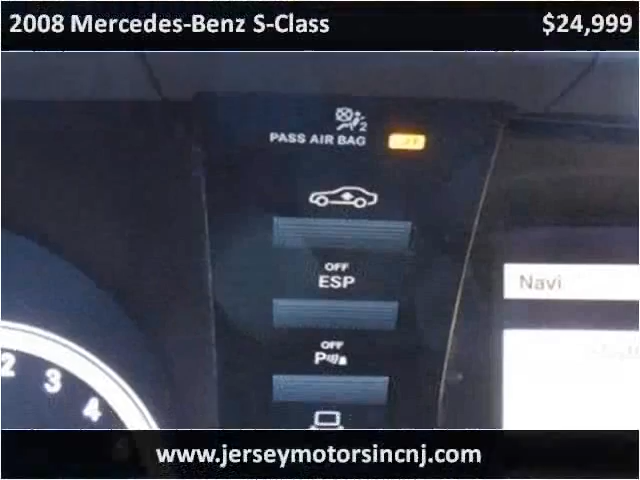 2008 Mercedes-Benz S-Class $24,999
2
PASS AIR BAG
OFF
ESP
Navi
OFF
P
2 3 4
www.jerseymotorsincnj.com